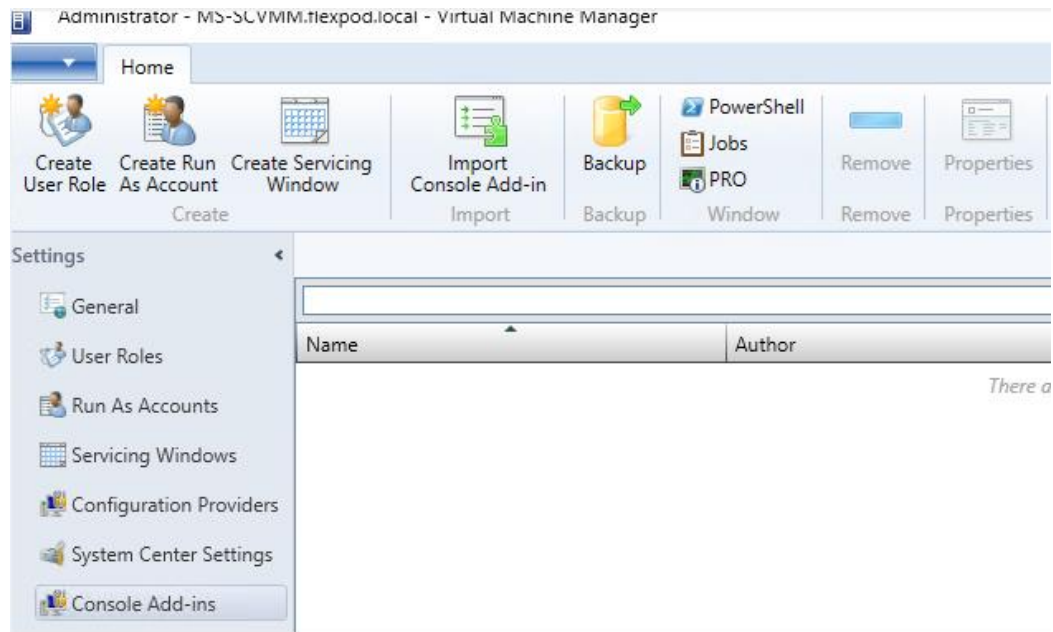 Administrator - MS-SCVMM.flexpod.local - Virtual Machine Manager
Home
Create User Role
Create Run As Account
Create Servicing Window
Import Console Add-in
Backup
PowerShell
Jobs
PRO
Remove
Properties
Create
Import
Backup
Window
Remove
Properties
Settings
General
User Roles
Run As Accounts
Servicing Windows
Configuration Providers
System Center Settings
Console Add-ins
Name
Author
There a